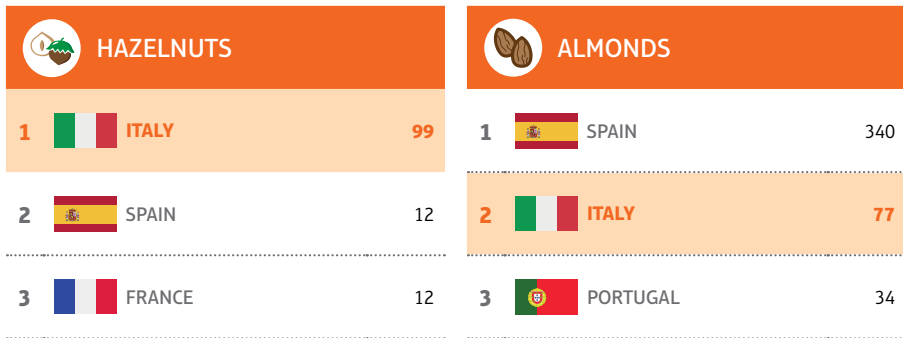 HAZELNUTS
1 ITALY 99
2 SPAIN 12
3 FRANCE 12
ALMONDS
1 SPAIN 340
2 ITALY 77
3 PORTUGAL 34